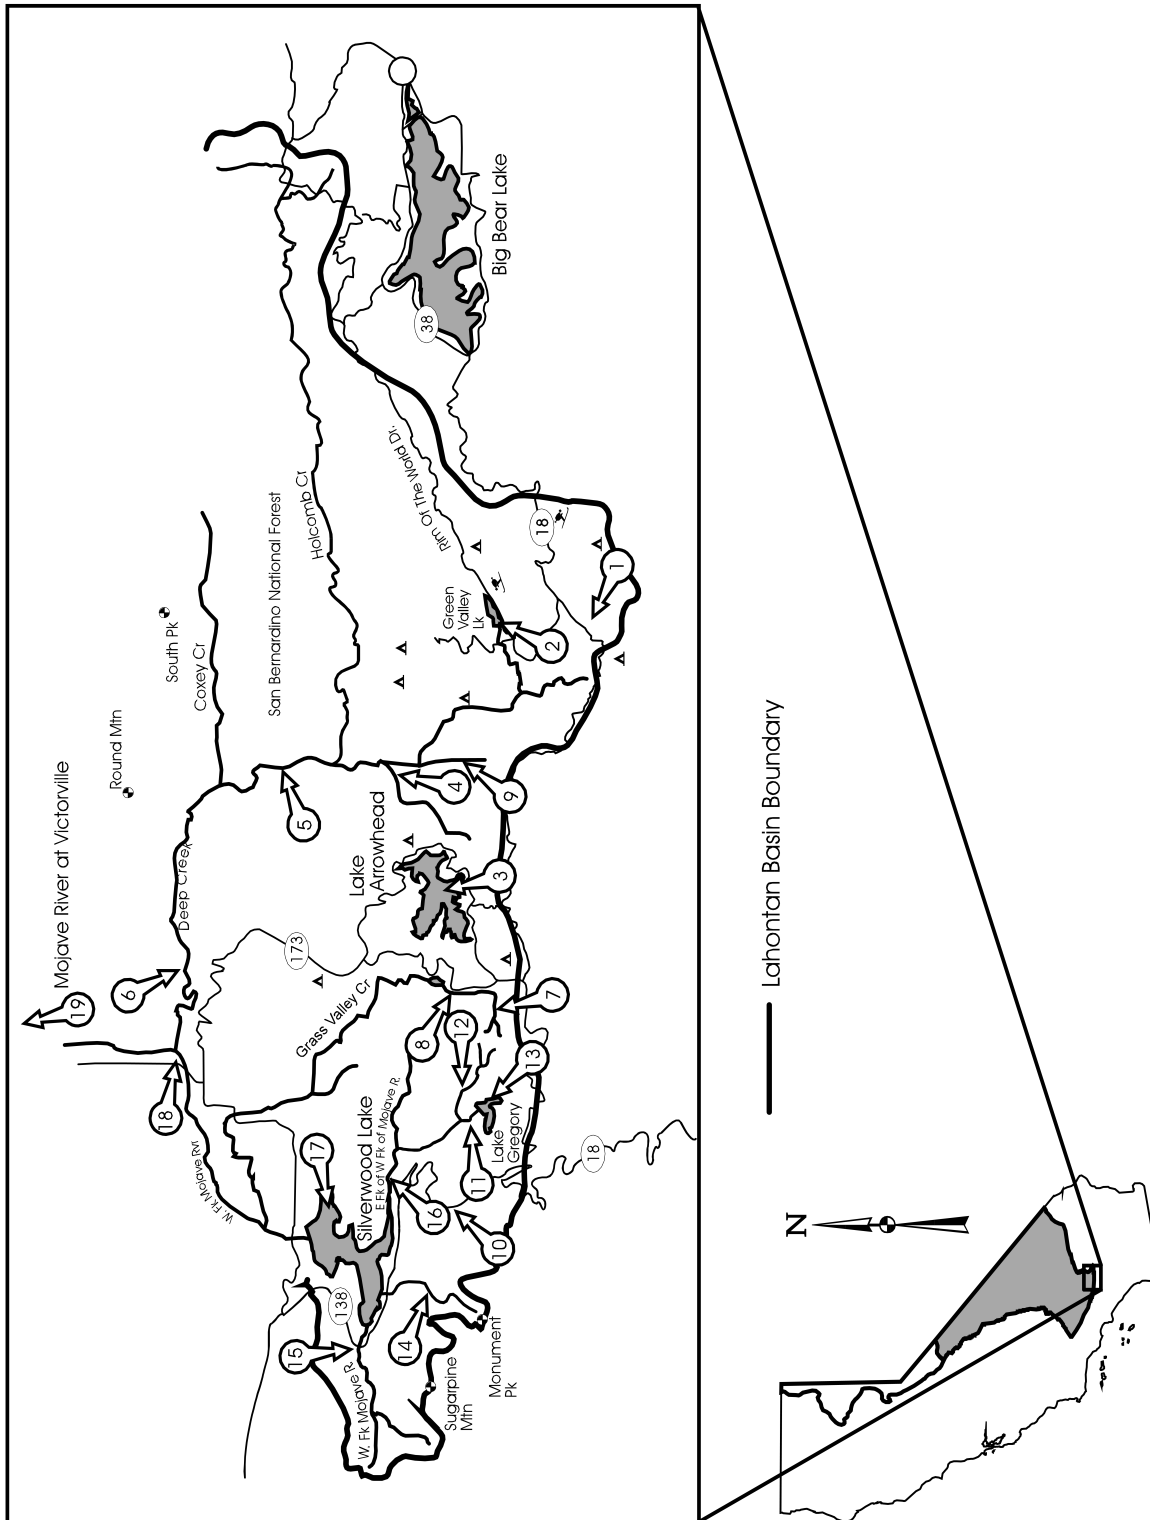 Mojave River at Victorville
Round Mtn
South Pk
Coxey Cr
San Bernardino National Forest
Holcomb Cr
Deep Creek
Rim Of The World Dr.
Big Bear Lake
38
18
Green
Valley
Lk
Lake
Arrowhead
173
Grass Valley Cr
Silverwood Lake
E Fk of W Fk of Mojave R.
W. Fk Mojave Rvr
Lake
Gregory
18
138
W. Fk Mojave R.
Sugarpine
Mtn
Monument
Pk
1
2
3
4
5
6
7
8
9
10
11
12
13
14
15
16
17
18
19
Lahontan Basin Boundary
N